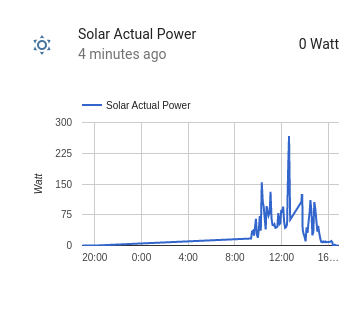 Solar Actual Power
4 minutes ago
0 Watt
Solar Actual Power
300
225
150
75
0
Watt
20:00 0:00 4:00 8:00 12:00 16...